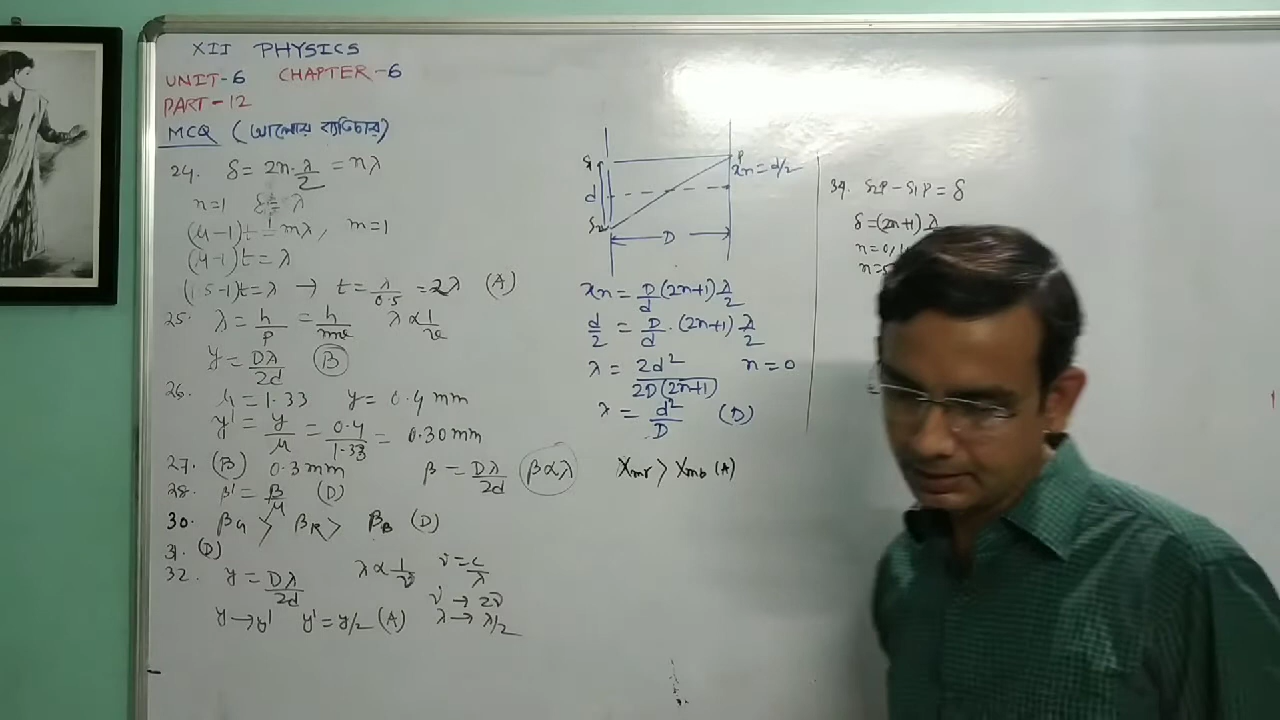 XII PHYSICS
UNIT-6 CHAPTER-6
PART-12
MCQ (আলোর ব্যতিচার)
24. δ = 2n·λ/2 = nλ
n=1 δ = λ
(μ-1)t = mλ, m=1
(μ-1)t = λ
(1.5-1)t=λ → t = λ/0.5 = 2λ (A)
25. λ = h/p = h/mv λ ∝ 1/v
y = Dλ/2d (B)
26. μ = 1.33 y = 0.4 mm
y' = y/μ = 0.4/1.33 = 0.30 mm
27. (B) 0.3 mm β = Dλ/2d β∝λ
28. β' = β/μ (D)
30. βG > βR > βB (D)
31. (D)
32. y = Dλ/2d λ ∝ 1/ν ν = c/λ
ν → 2ν
y → y' y' = y/2 (A) λ → λ/2
S1 P
xn = d/2
d
S2
D
xn = D/d (2n+1) λ/2
d/2 = D/d · (2n+1) λ/2
λ = 2d²/2D(2n+1) n = 0
λ = d²/D (D)
Xmr > Xmb (A)
34. S2P - S1P = δ
δ = (2n+1) λ
n = 0, 1